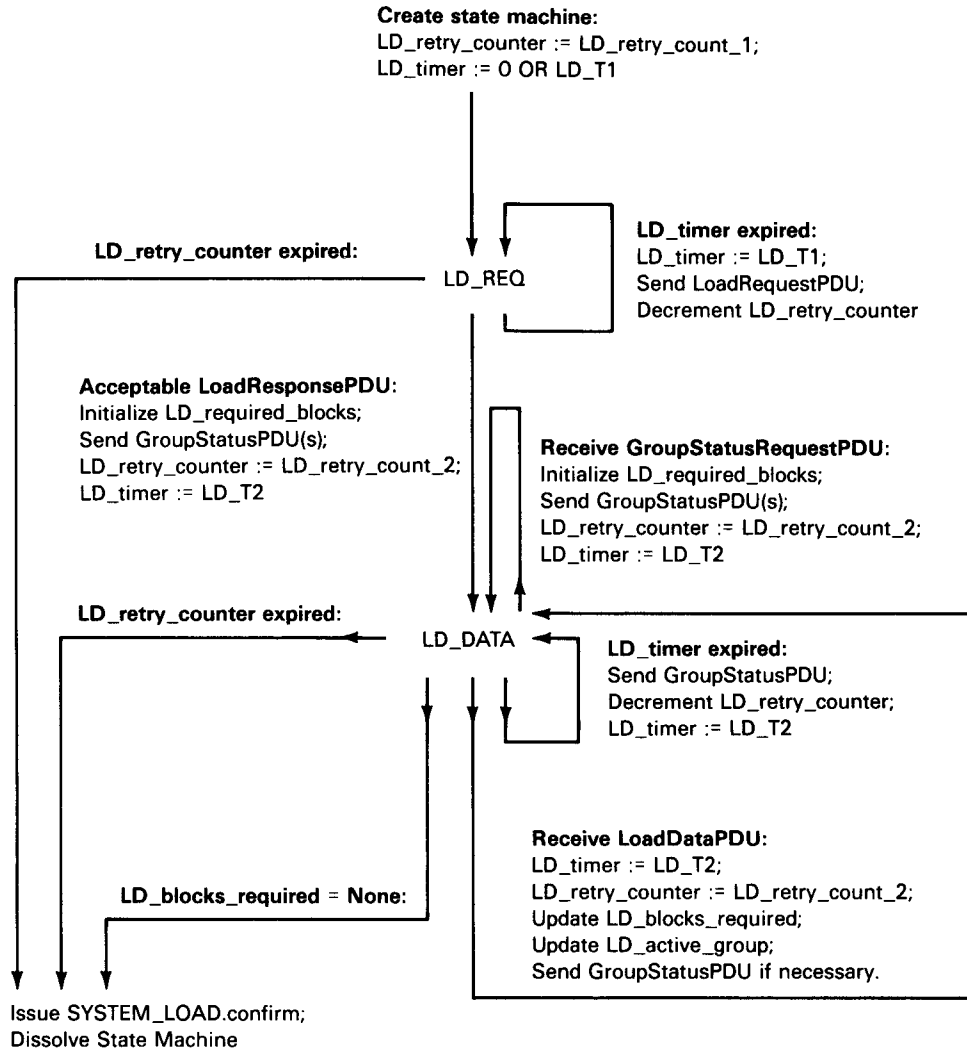 Create state machine:
LD_retry_counter := LD_retry_count_1;
LD_timer := 0 OR LD_T1
LD_retry_counter expired:
LD_REQ
LD_timer expired:
LD_timer := LD_T1;
Send LoadRequestPDU;
Decrement LD_retry_counter
Acceptable LoadResponsePDU:
Initialize LD_required_blocks;
Send GroupStatusPDU(s);
LD_retry_counter := LD_retry_count_2;
LD_timer := LD_T2
Receive GroupStatusRequestPDU:
Initialize LD_required_blocks;
Send GroupStatusPDU(s);
LD_retry_counter := LD_retry_count_2;
LD_timer := LD_T2
LD_retry_counter expired:
LD_DATA
LD_timer expired:
Send GroupStatusPDU;
Decrement LD_retry_counter;
LD_timer := LD_T2
LD_blocks_required = None:
Receive LoadDataPDU:
LD_timer := LD_T2;
LD_retry_counter := LD_retry_count_2;
Update LD_blocks_required;
Update LD_active_group;
Send GroupStatusPDU if necessary.
Issue SYSTEM_LOAD.confirm;
Dissolve State Machine